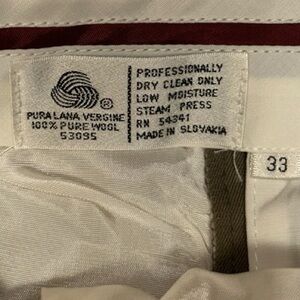 PURA LANA VERGINE
100% PURE WOOL
53095
PROFESSIONALLY
DRY CLEAN ONLY
LOW MOISTURE
STEAM PRESS
RN 54341
MADE IN SLOVAKIA
®
33